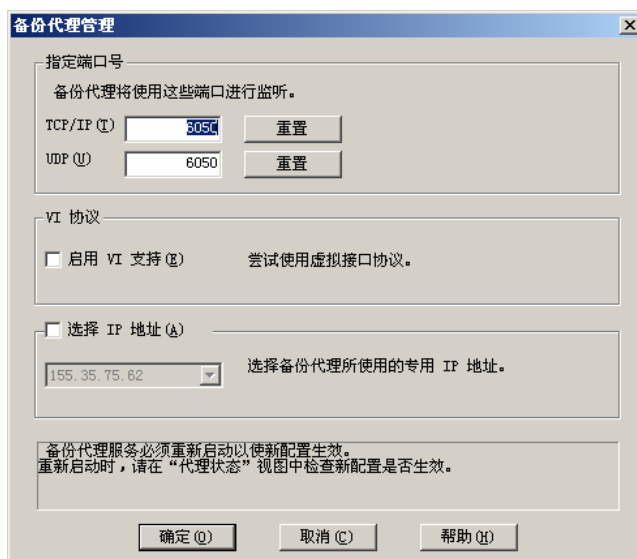 备份代理管理
指定端口号
备份代理将使用这些端口进行监听。
TCP/IP(T) 6050 重置
UDP(U) 6050 重置
VI 协议
启用 VI 支持(E) 尝试使用虚拟接口协议。
选择 IP 地址(A)
155.35.75.62 选择备份代理所使用的专用 IP 地址。
备份代理服务必须重新启动以使新配置生效。
重新启动时，请在“代理状态”视图中检查新配置是否生效。
确定(O) 取消(C) 帮助(H)